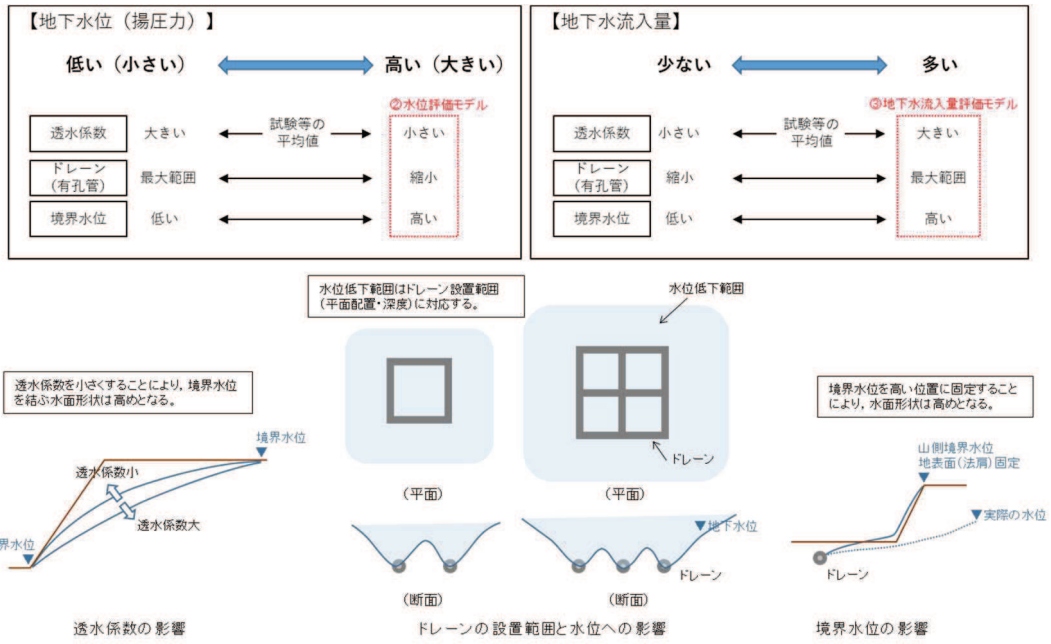 【地下水位（揚圧力）】
低い（小さい）
高い（大きい）
②水位評価モデル
透水係数
大きい
試験等の
平均値
小さい
ドレーン
(有孔管)
最大範囲
縮小
境界水位
低い
高い
【地下水流入量】
少ない
多い
③地下水流入量評価モデル
透水係数
小さい
試験等の
平均値
大きい
ドレーン
(有孔管)
縮小
最大範囲
境界水位
低い
高い
透水係数を小さくすることにより，境界水位
を結ぶ水面形状は高めとなる。
境界水位
透水係数小
透水係数大
界水位
透水係数の影響
水位低下範囲はドレーン設置範囲
（平面配置・深度）に対応する。
水位低下範囲
ドレーン
（平面）
（平面）
地下水位
ドレーン
（断面）
（断面）
ドレーンの設置範囲と水位への影響
境界水位を高い位置に固定すること
により，水面形状は高めとなる。
山側境界水位
地表面（法肩）固定
実際の水位
ドレーン
境界水位の影響